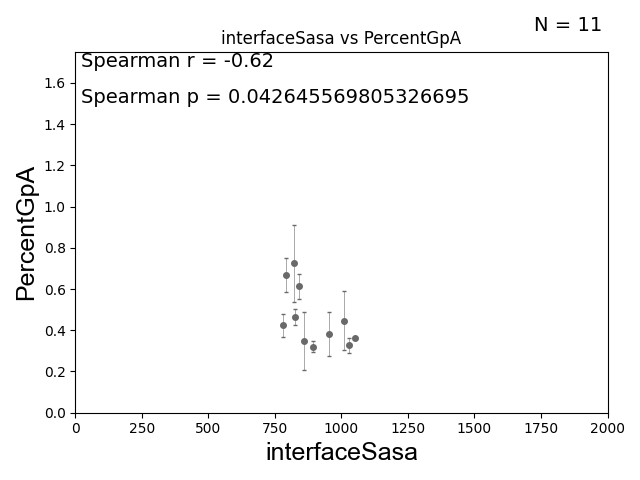 N = 11
interfaceSasa vs PercentGpA
Spearman r = -0.62
Spearman p = 0.042645569805326695
PercentGpA
1.6
1.4
1.2
1.0
0.8
0.6
0.4
0.2
0.0
0 250 500 750 1000 1250 1500 1750 2000
interfaceSasa